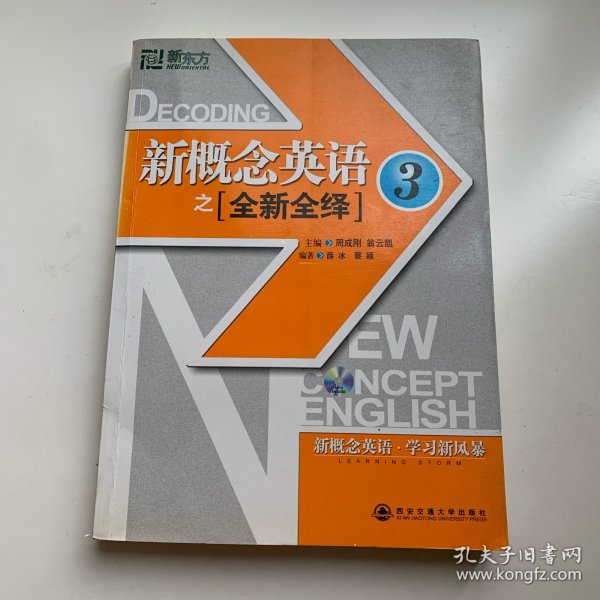 新东方
NEW ORIENTAL
DECODING
新概念英语 3
之[全新全绎]
主编 周成刚 翁云凯
编著 薛冰 蔡颖
NEW
CONCEPT
ENGLISH
新概念英语·学习新风暴
LEARNING STORM
西安交通大学出版社
XI'AN JIAOTONG UNIVERSITY PRESS
孔夫子旧书网
www.kongfz.com